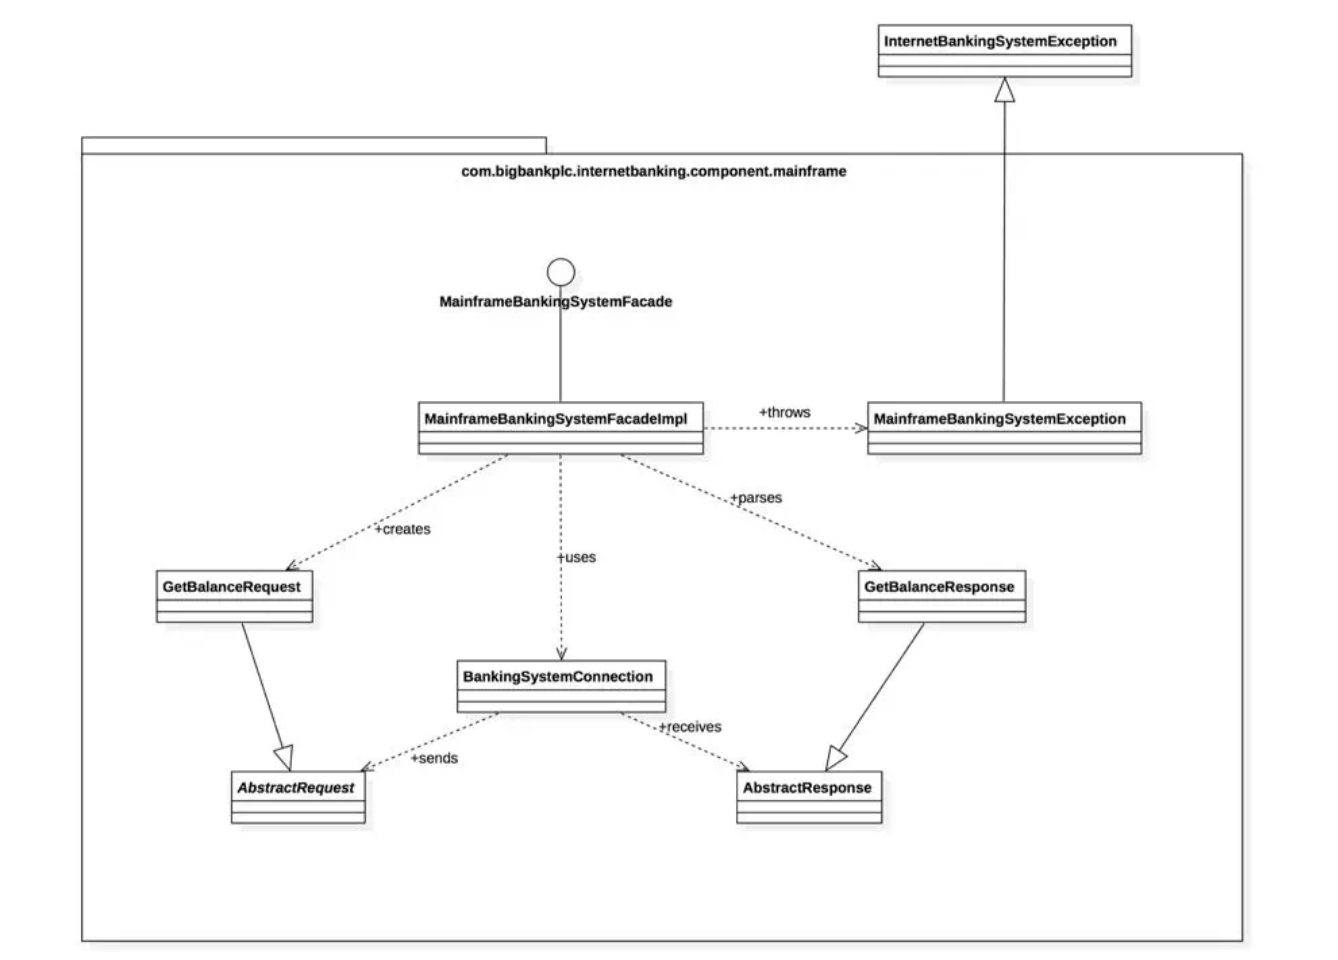 InternetBankingSystemException
com.bigbankplc.internetbanking.component.mainframe
MainframeBankingSystemFacade
MainframeBankingSystemFacadeImpl
+throws
MainframeBankingSystemException
+creates
+uses
+parses
GetBalanceRequest
GetBalanceResponse
BankingSystemConnection
+sends
+receives
AbstractRequest
AbstractResponse